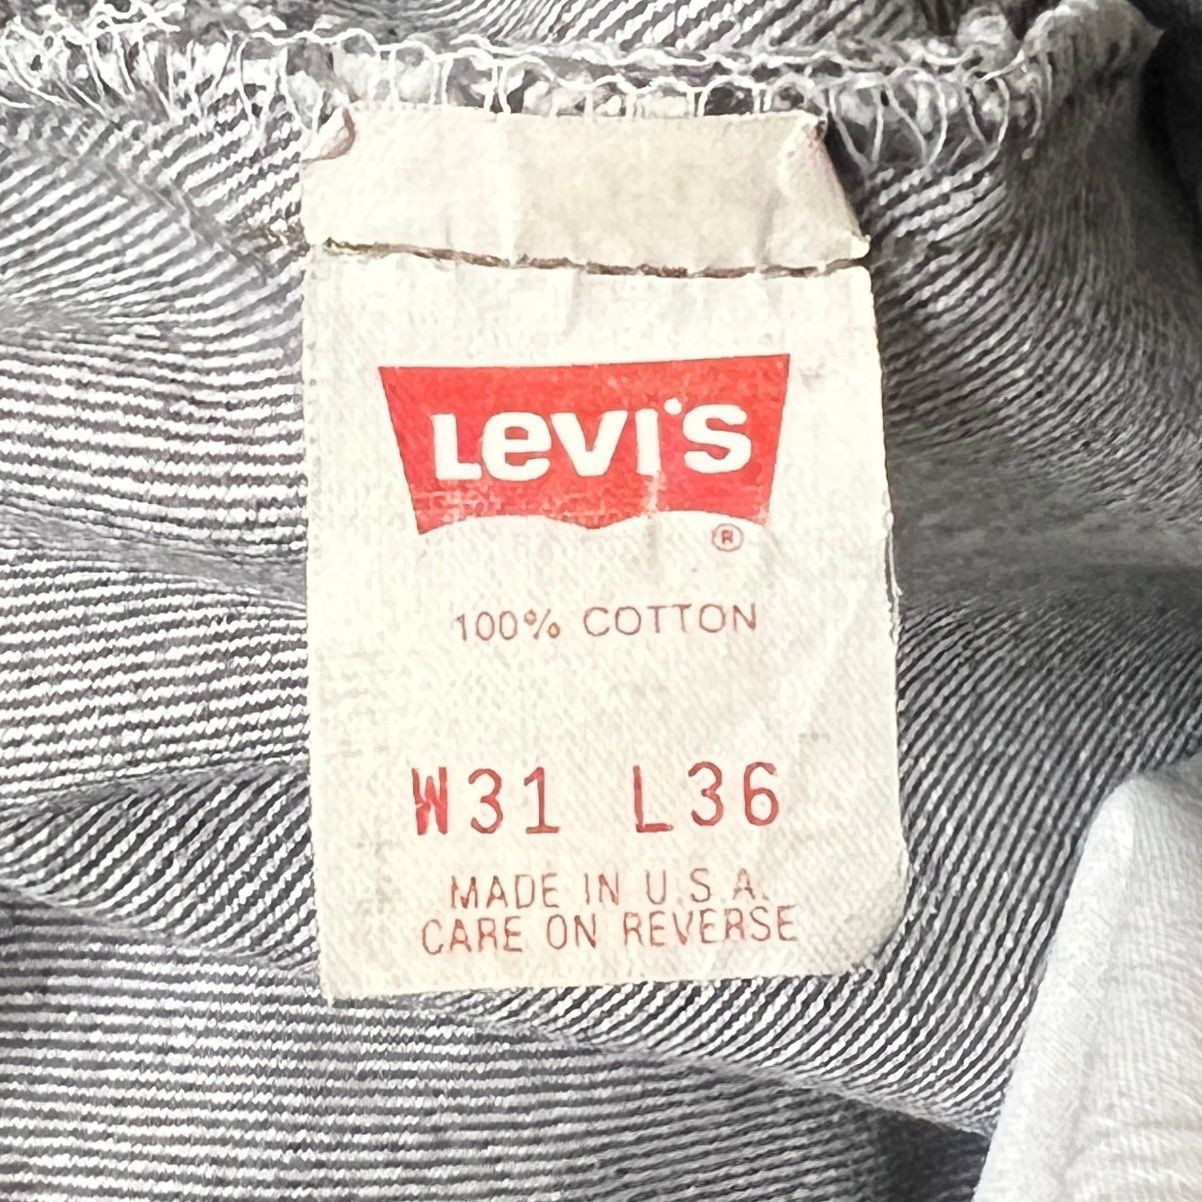 LEVI'S
®
100% COTTON
W31 L36
MADE IN U.S.A.
CARE ON REVERSE